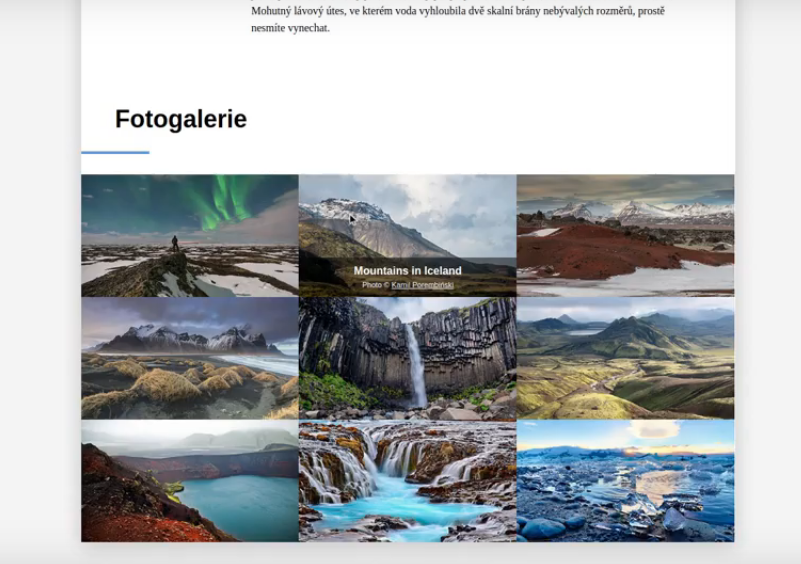 Mohutný lávový útes, ve kterém voda vyhloubila dvě skalní brány nebývalých rozměrů, prostě
nesmíte vynechat.
Fotogalerie
Mountains in Iceland
Photo © Kamil Porembiński